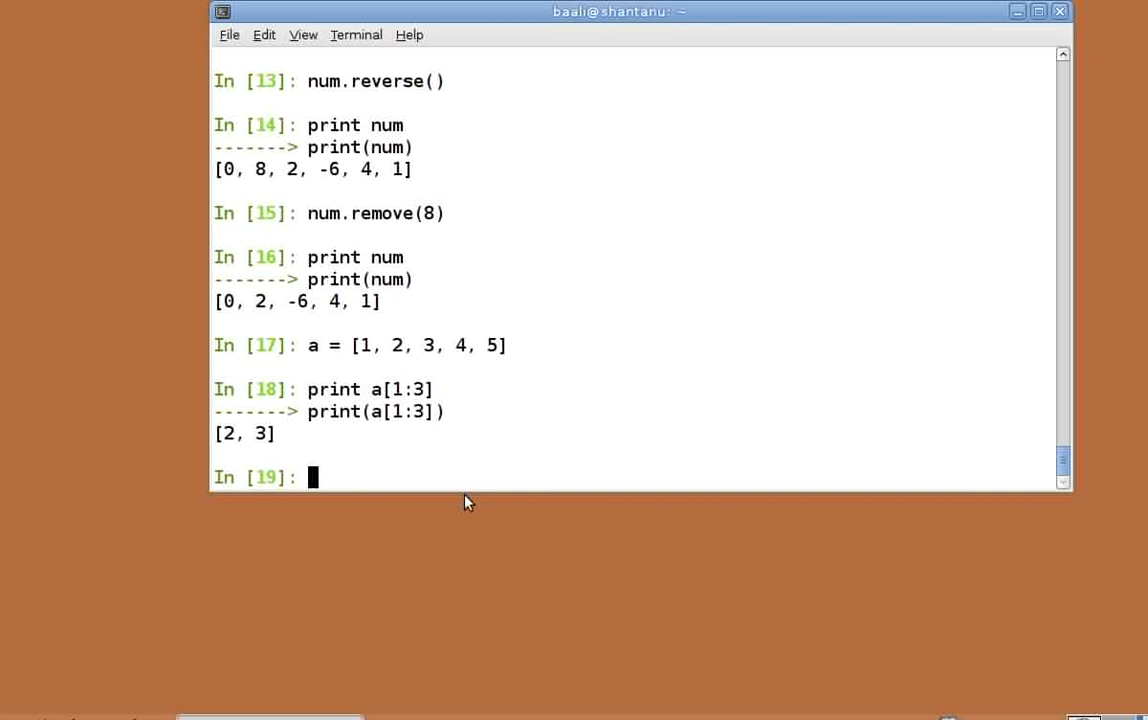 baali@shantanu: ~
File Edit View Terminal Help
In [13]: num.reverse()
In [14]: print num
-------> print(num)
[0, 8, 2, -6, 4, 1]
In [15]: num.remove(8)
In [16]: print num
-------> print(num)
[0, 2, -6, 4, 1]
In [17]: a = [1, 2, 3, 4, 5]
In [18]: print a[1:3]
-------> print(a[1:3])
[2, 3]
In [19]: